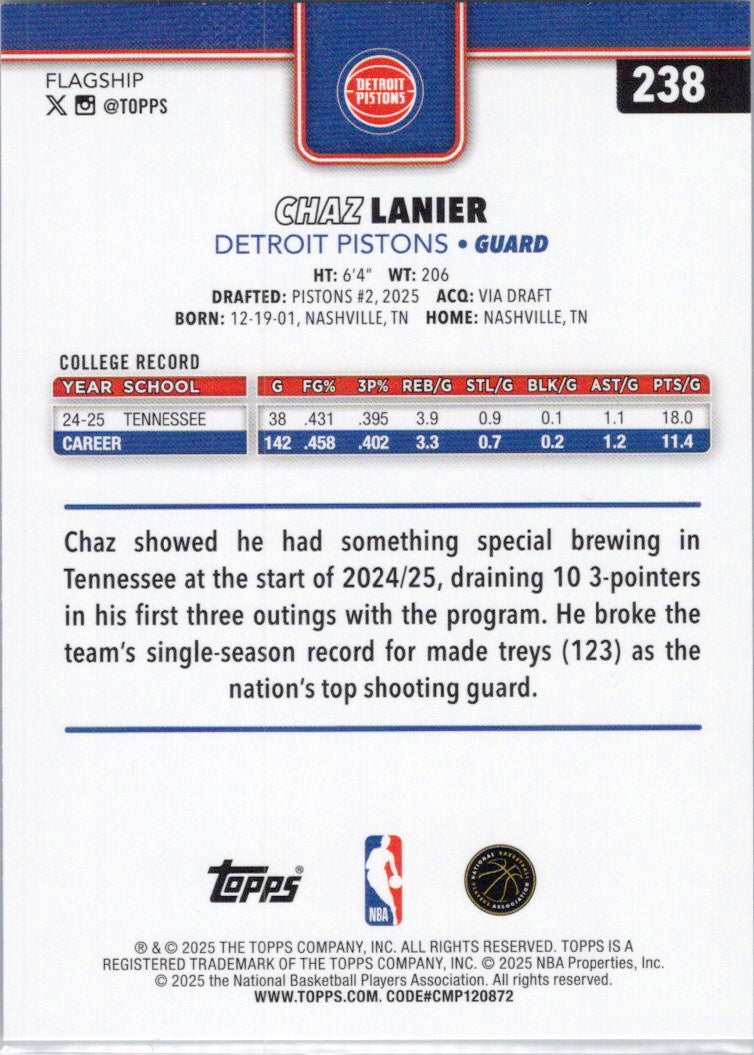 FLAGSHIP
@TOPPS
DETROIT
PISTONS
238
CHAZ LANIER
DETROIT PISTONS • GUARD
HT: 6'4" WT: 206
DRAFTED: PISTONS #2, 2025 ACQ: VIA DRAFT
BORN: 12-19-01, NASHVILLE, TN HOME: NASHVILLE, TN
COLLEGE RECORD
YEAR SCHOOL G FG% 3P% REB/G STL/G BLK/G AST/G PTS/G
24-25 TENNESSEE 38 .431 .395 3.9 0.9 0.1 1.1 18.0
CAREER 142 .458 .402 3.3 0.7 0.2 1.2 11.4
Chaz showed he had something special brewing in
Tennessee at the start of 2024/25, draining 10 3-pointers
in his first three outings with the program. He broke the
team's single-season record for made treys (123) as the
nation's top shooting guard.
TOPPS®
NBA
NATIONAL BASKETBALL PLAYERS ASSOCIATION
® & © 2025 THE TOPPS COMPANY, INC. ALL RIGHTS RESERVED. TOPPS IS A
REGISTERED TRADEMARK OF THE TOPPS COMPANY, INC. © 2025 NBA Properties, Inc.
© 2025 the National Basketball Players Association. All rights reserved.
WWW.TOPPS.COM. CODE#CMP120872